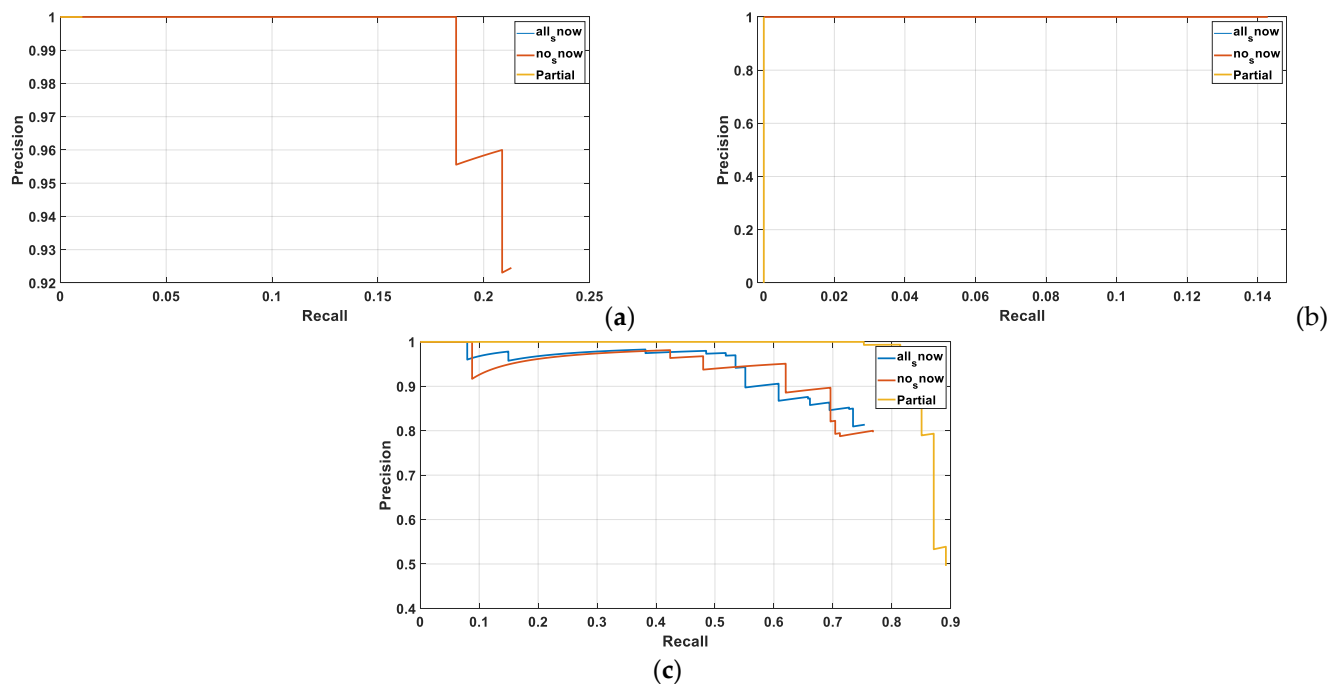 1
0.99
0.98
0.97
0.96
0.95
0.94
0.93
0.92
Precision
0 0.05 0.1 0.15 0.2 0.25
Recall
all_snow
no_snow
Partial
(a)
1
0.8
0.6
0.4
0.2
0
Precision
0 0.02 0.04 0.06 0.08 0.1 0.12 0.14
Recall
all_snow
no_snow
Partial
(b)
1
0.9
0.8
0.7
0.6
0.5
0.4
Precision
0 0.1 0.2 0.3 0.4 0.5 0.6 0.7 0.8 0.9
Recall
all_snow
no_snow
Partial
(c)